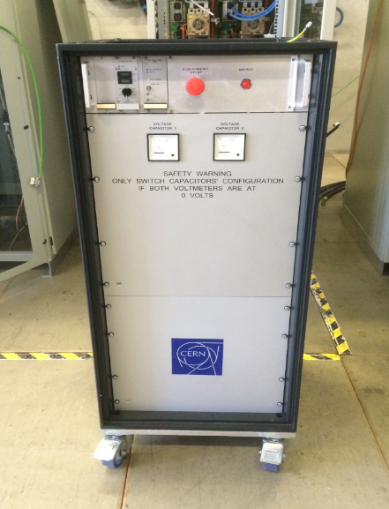 VOLTAGE
CAPACITOR 1
VOLTAGE
CAPACITOR 2
SAFETY WARNING
ONLY SWITCH CAPACITORS' CONFIGURATION
IF BOTH VOLTMETERS ARE AT
0 VOLTS
CERN